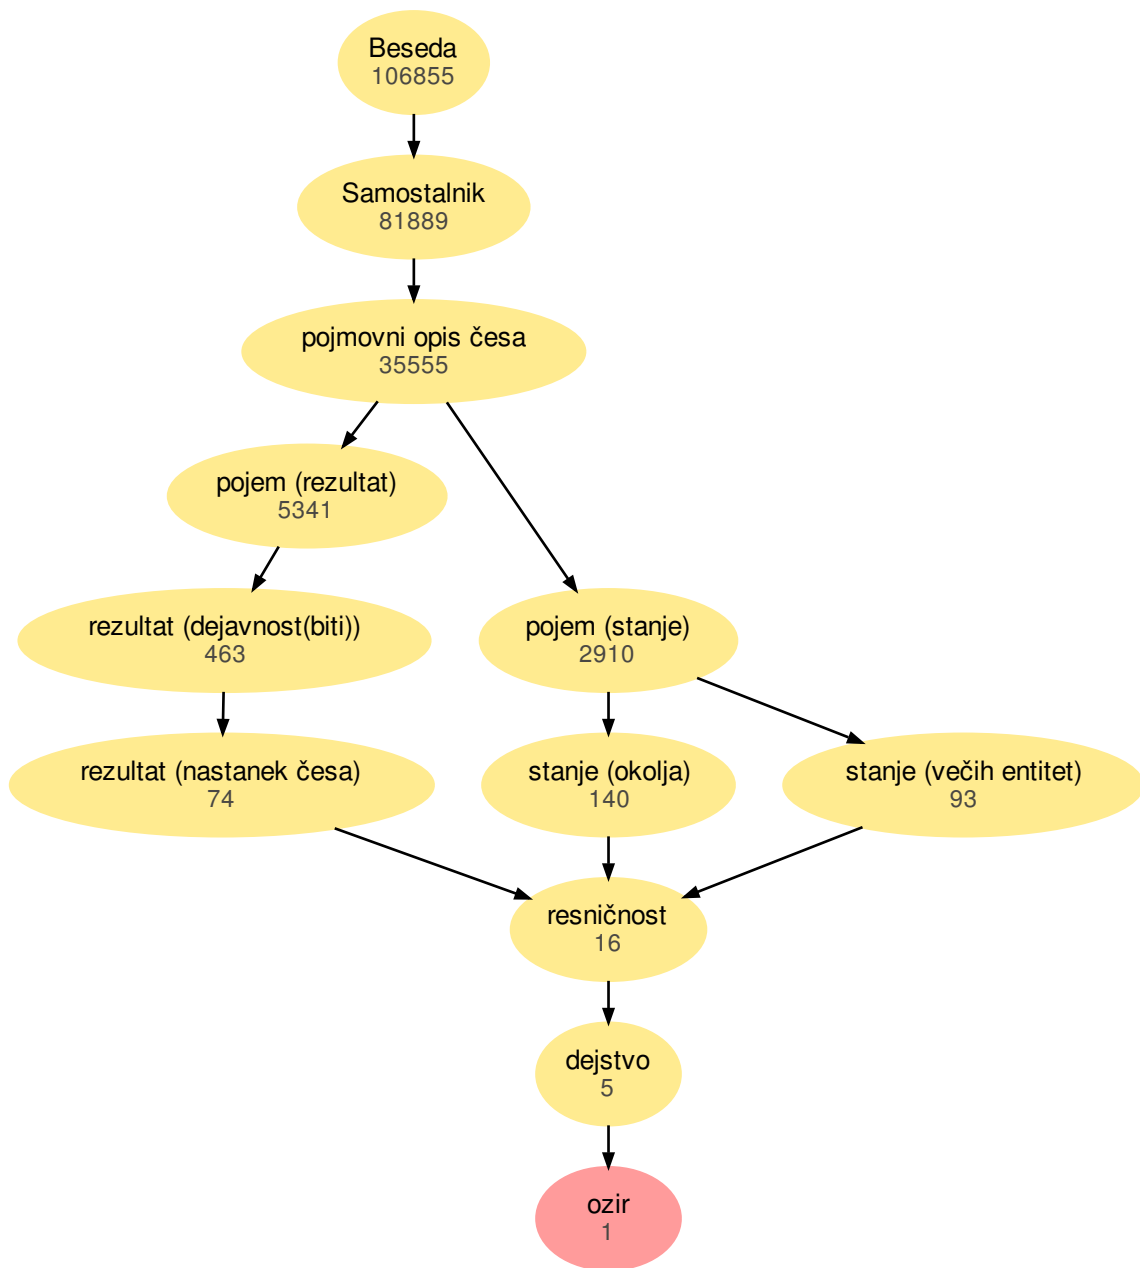 Beseda
106855
Samostalnik
81889
pojmovni opis česa
35555
pojem (rezultat)
5341
rezultat (dejavnost(biti))
463
pojem (stanje)
2910
rezultat (nastanek česa)
74
stanje (okolja)
140
stanje (večih entitet)
93
resničnost
16
dejstvo
5
ozir
1